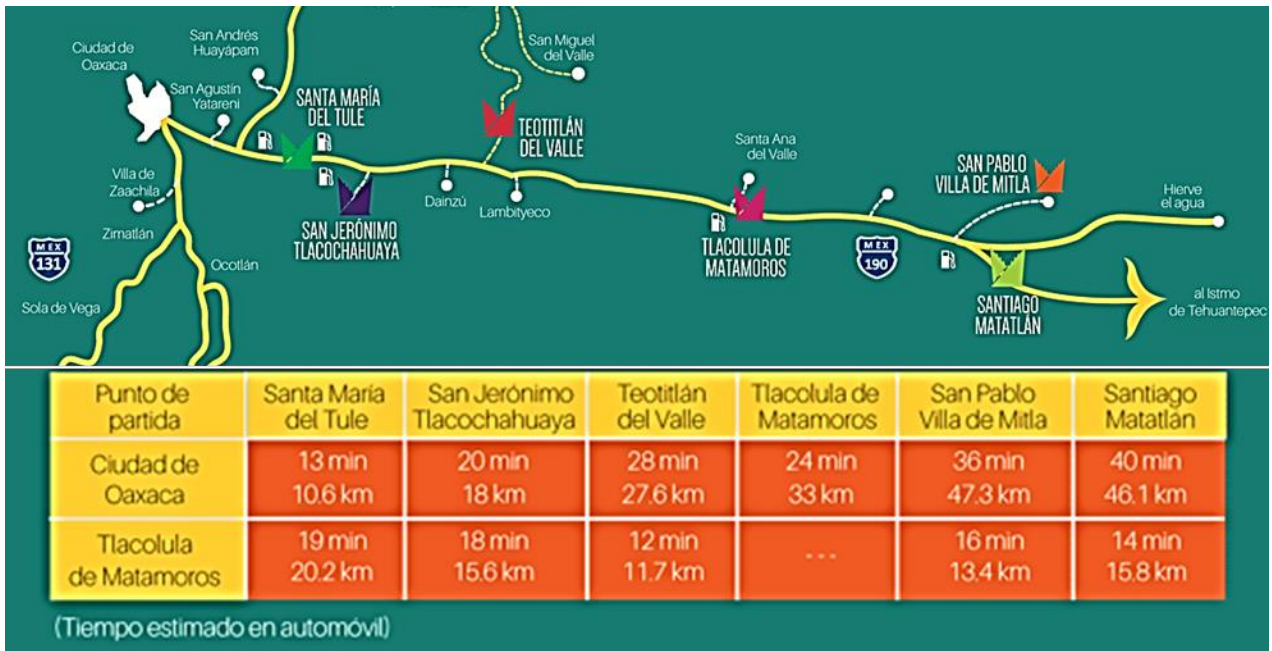 San Miguel
del Valle
San Andrés
Huayápam
Ciudad de
Oaxaca
San Agustín
Yatareni
SANTA MARÍA
DEL TULE
TEOTITLÁN
DEL VALLE
Santa Ana
del Valle
SAN PABLO
VILLA DE MITLA
Hierve
el agua
Villa de
Zaachila
Dainzú
Lambityeco
Zimatlán
SAN JERÓNIMO
TLACOCHAHUAYA
TLACOLULA DE
MATAMOROS
MEX
190
MEX
131
Ocotlán
Sola de Vega
SANTIAGO
MATATLÁN
al Istmo
de Tehuantepec
Punto de
partida
Santa María
del Tule
San Jerónimo
Tlacochahuaya
Teotitlán
del Valle
Tlacolula de
Matamoros
San Pablo
Villa de Mitla
Santiago
Matatlán
Ciudad de
Oaxaca
13 min
10.6 km
20 min
18 km
28 min
27.6 km
24 min
33 km
36 min
47.3 km
40 min
46.1 km
Tlacolula
de Matamoros
19 min
20.2 km
18 min
15.6 km
12 min
11.7 km
---
16 min
13.4 km
14 min
15.8 km
(Tiempo estimado en automóvil)